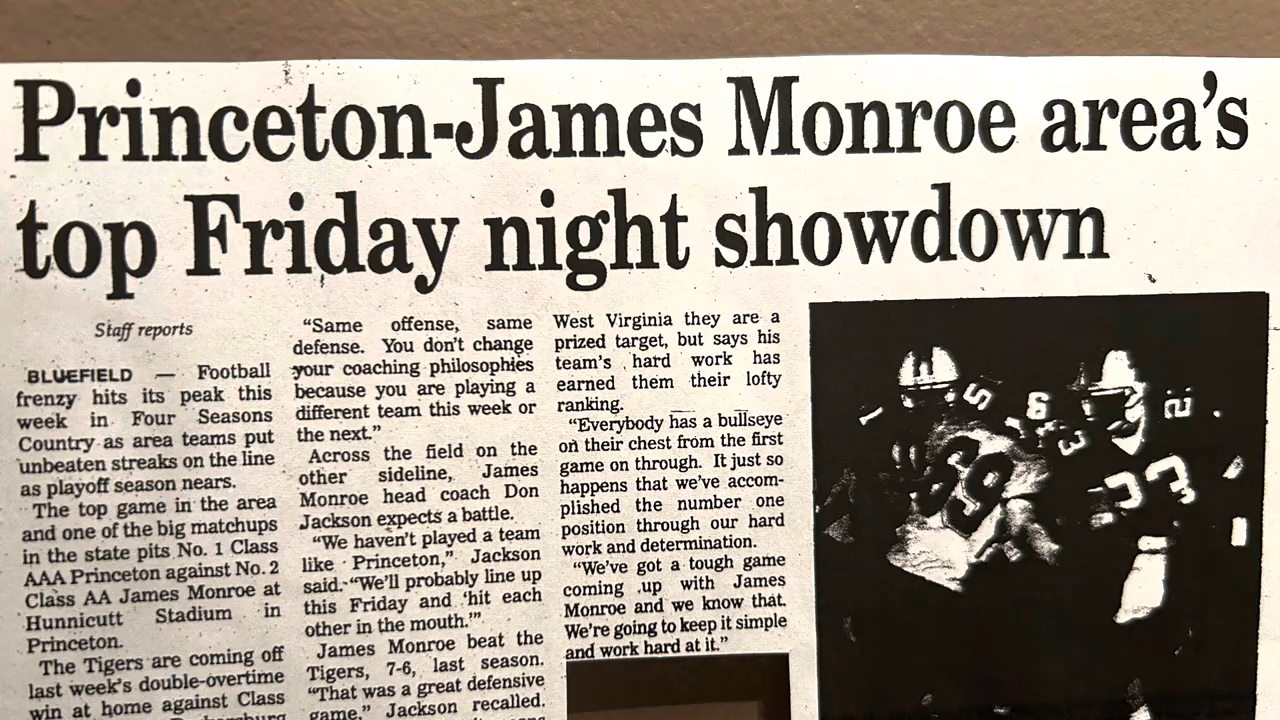 Princeton-James Monroe area's
top Friday night showdown
Staff reports
BLUEFIELD — Football
frenzy hits its peak this
week in Four Seasons
Country as area teams put
unbeaten streaks on the line
as playoff season nears.
The top game in the area
and one of the big matchups
in the state pits No. 1 Class
AAA Princeton against No. 2
Class AA James Monroe at
Hunnicutt Stadium in
Princeton.
The Tigers are coming off
last week's double-overtime
win at home against Class
"Same offense, same
defense. You don't change
your coaching philosophies
because you are playing a
different team this week or
the next."
Across the field on the
other sideline, James
Monroe head coach Don
Jackson expects a battle.
"We haven't played a team
like Princeton," Jackson
said. "We'll probably line up
this Friday and 'hit each
other in the mouth.'"
James Monroe beat the
Tigers, 7-6, last season.
"That was a great defensive
game," Jackson recalled.
West Virginia they are a
prized target, but says his
team's hard work has
earned them their lofty
ranking.
"Everybody has a bullseye
on their chest from the first
game on through. It just so
happens that we've accom-
plished the number one
position through our hard
work and determination.
"We've got a tough game
coming up with James
Monroe and we know that.
We're going to keep it simple
and work hard at it."
69